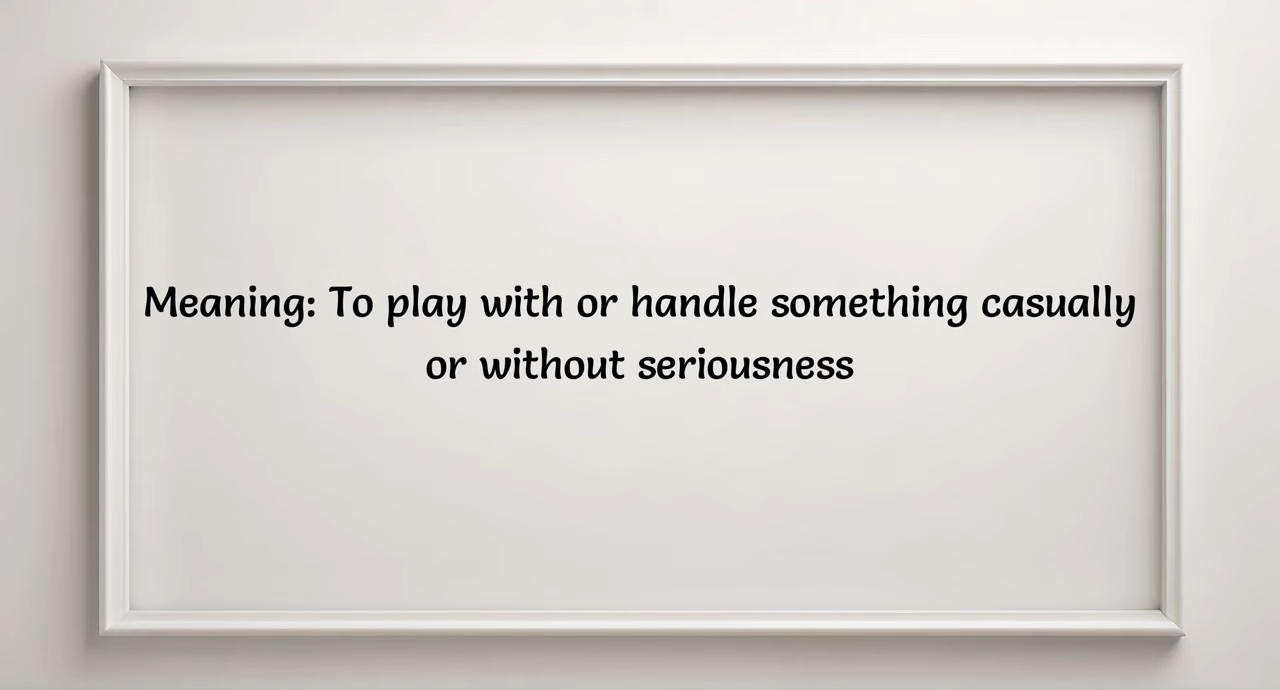 Meaning: To play with or handle something casually
or without seriousness